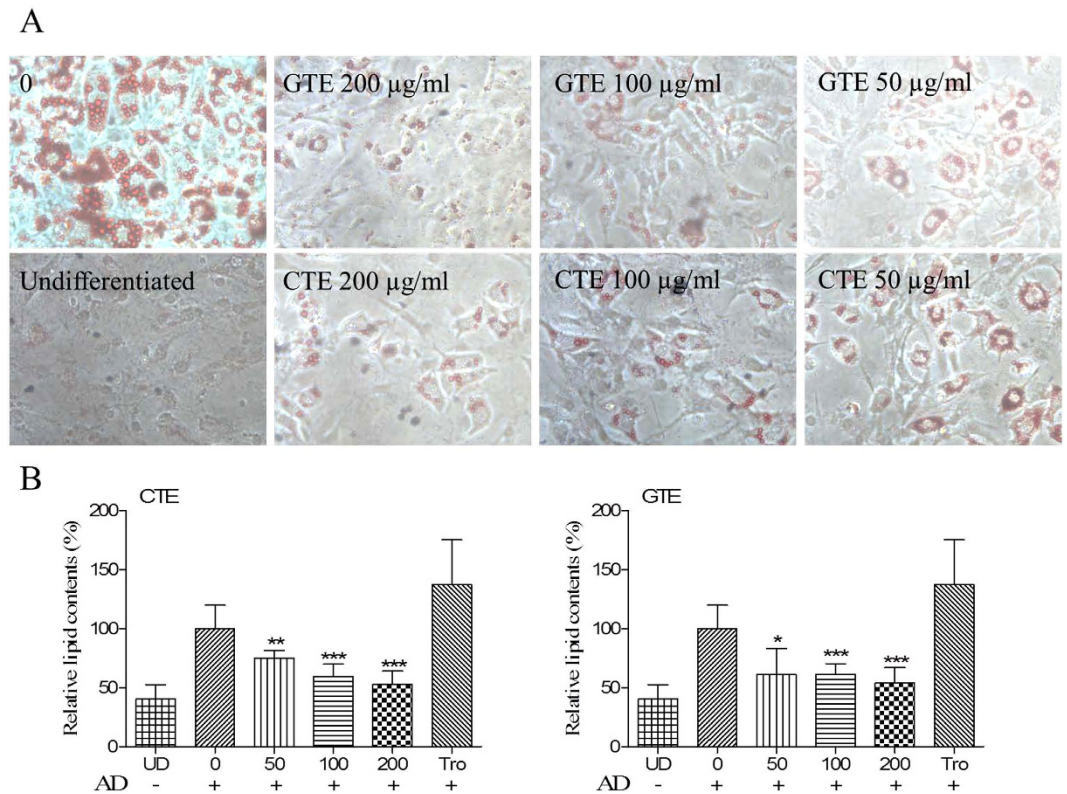 A
0
GTE 200 µg/ml
GTE 100 µg/ml
GTE 50 µg/ml
Undifferentiated
CTE 200 µg/ml
CTE 100 µg/ml
CTE 50 µg/ml
B
CTE
Relative lipid contents (%)
200
150
100
50
0
**
***
***
UD 0 50 100 200 Tro
AD - + + + + +
GTE
Relative lipid contents (%)
200
150
100
50
0
*
***
***
UD 0 50 100 200 Tro
AD - + + + + +